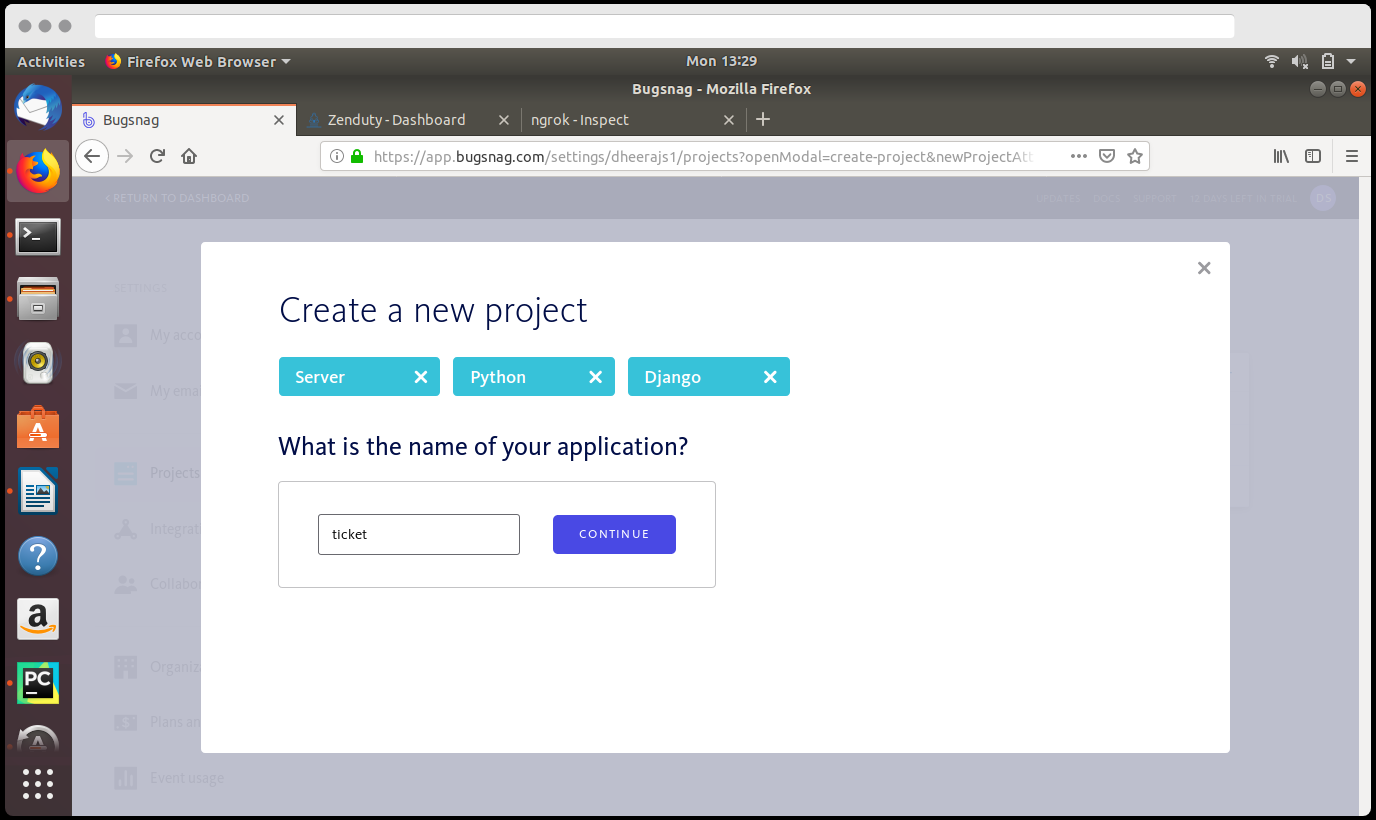 Activities Firefox Web Browser Mon 13:29
Bugsnag - Mozilla Firefox
Bugsnag Zenduty - Dashboard ngrok - Inspect
https://app.bugsnag.com/settings/dheerajs1/projects?openModal=create-project&newProjectAtt
‹ RETURN TO DASHBOARD UPDATES DOCS SUPPORT 13 DAYS LEFT IN TRIAL DS
SETTINGS
Create a new project
My acco
Server Python Django
My emai
What is the name of your application?
Projects
Integrat
ticket CONTINUE
Collabo
Organiz
PC
Plans an
Event usage